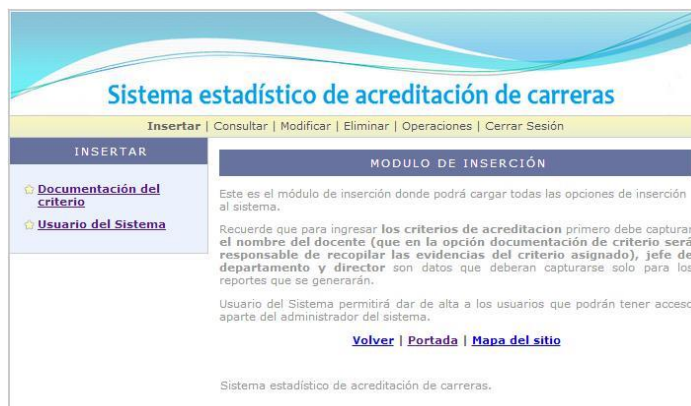 Sistema estadístico de acreditación de carreras
Insertar | Consultar | Modificar | Eliminar | Operaciones | Cerrar Sesión
INSERTAR
Documentación del
criterio
Usuario del Sistema
MODULO DE INSERCIÓN
Este es el módulo de inserción donde podrá cargar todas las opciones de inserción
al sistema.
Recuerde que para ingresar los criterios de acreditacion primero debe capturar
el nombre del docente (que en la opción documentación de criterio será
responsable de recopilar las evidencias del criterio asignado), jefe de
departamento y director son datos que deberan capturarse solo para los
reportes que se generarán.
Usuario del Sistema permitirá dar de alta a los usuarios que podrán tener acceso
aparte del administrador del sistema.
Volver | Portada | Mapa del sitio
Sistema estadístico de acreditación de carreras.